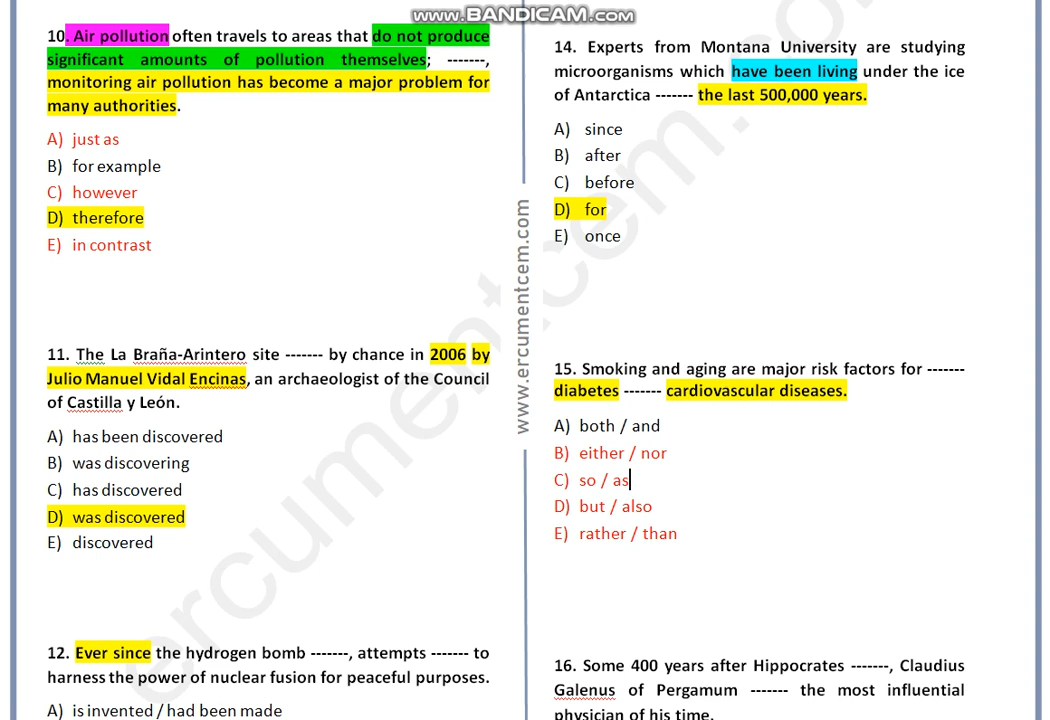 www.BANDICAM.com
10. Air pollution often travels to areas that do not produce
significant amounts of pollution themselves; -------,
monitoring air pollution has become a major problem for
many authorities.
A) just as
B) for example
C) however
D) therefore
E) in contrast
11. The La Braña-Arintero site ------- by chance in 2006 by
Julio Manuel Vidal Encinas, an archaeologist of the Council
of Castilla y León.
A) has been discovered
B) was discovering
C) has discovered
D) was discovered
E) discovered
12. Ever since the hydrogen bomb -------, attempts ------- to
harness the power of nuclear fusion for peaceful purposes.
A) is invented / had been made
www.ercumentcem.com
14. Experts from Montana University are studying
microorganisms which have been living under the ice
of Antarctica ------- the last 500,000 years.
A) since
B) after
C) before
D) for
E) once
15. Smoking and aging are major risk factors for -------
diabetes ------- cardiovascular diseases.
A) both / and
B) either / nor
C) so / as
D) but / also
E) rather / than
16. Some 400 years after Hippocrates -------, Claudius
Galenus of Pergamum ------- the most influential
physician of his time.
ercumentcem.com